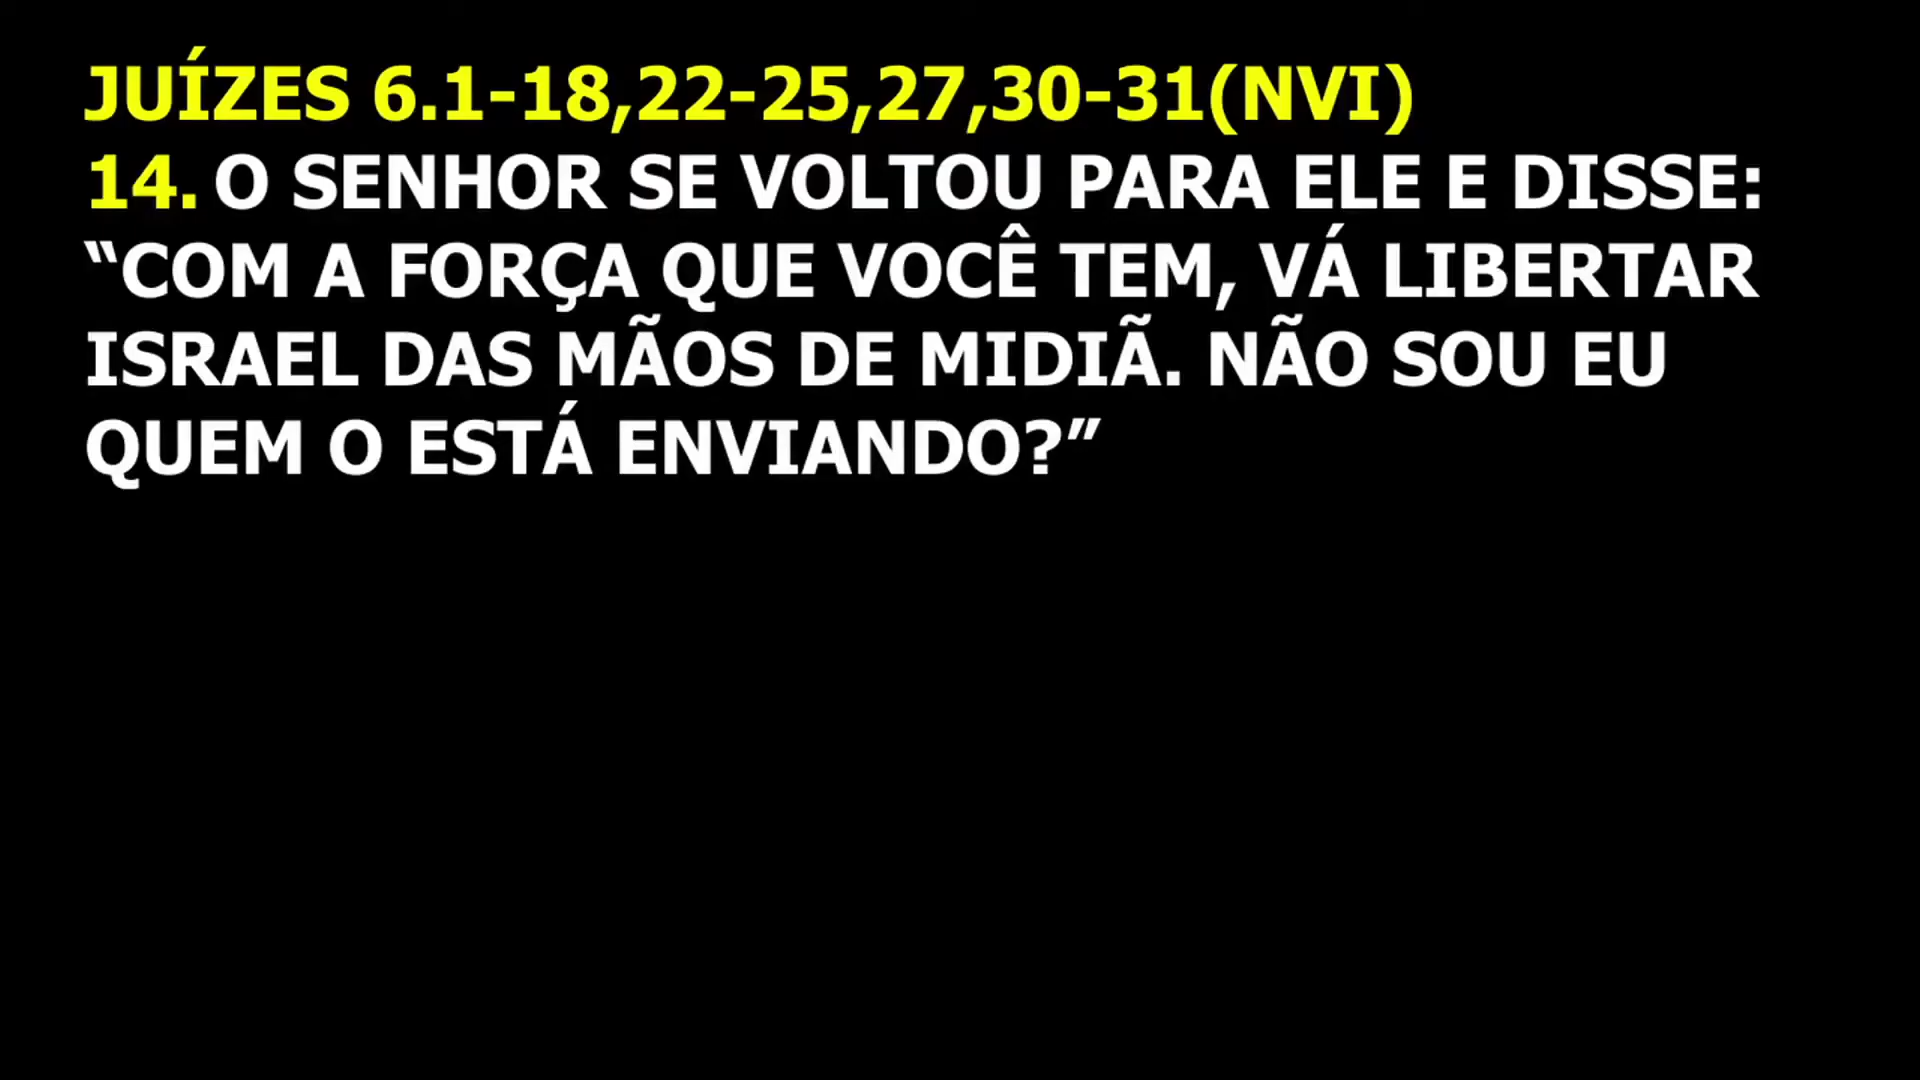 JUÍZES 6.1-18,22-25,27,30-31(NVI)
14. O SENHOR SE VOLTOU PARA ELE E DISSE:
“COM A FORÇA QUE VOCÊ TEM, VÁ LIBERTAR
ISRAEL DAS MÃOS DE MIDIÃ. NÃO SOU EU
QUEM O ESTÁ ENVIANDO?”